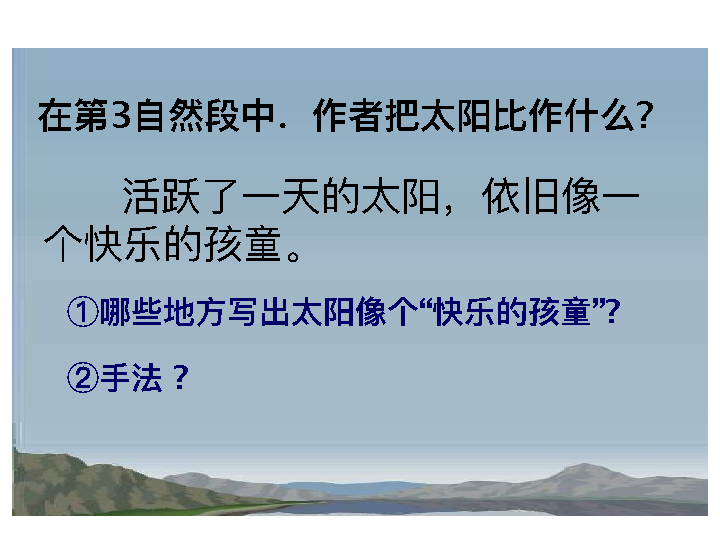 在第3自然段中．作者把太阳比作什么?
活跃了一天的太阳，依旧像一
个快乐的孩童。
①哪些地方写出太阳像个“快乐的孩童”?
②手法？